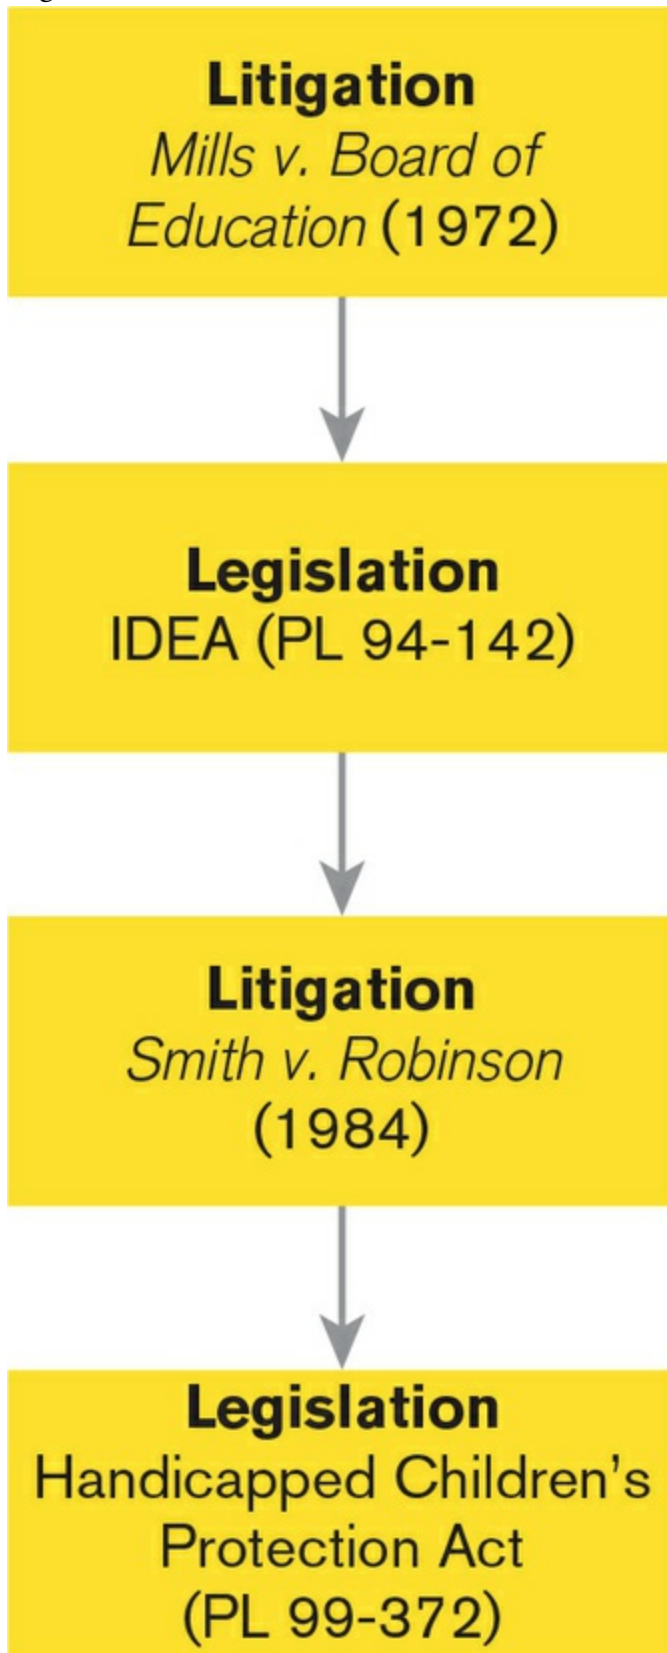 Litigation
Mills v. Board of
Education (1972)
Legislation
IDEA (PL 94-142)
Litigation
Smith v. Robinson
(1984)
Legislation
Handicapped Children’s
Protection Act
(PL 99-372)